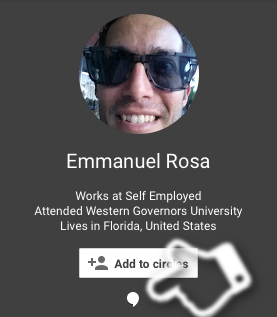 Emmanuel Rosa
Works at Self Employed
Attended Western Governors University
Lives in Florida, United States
Add to circles